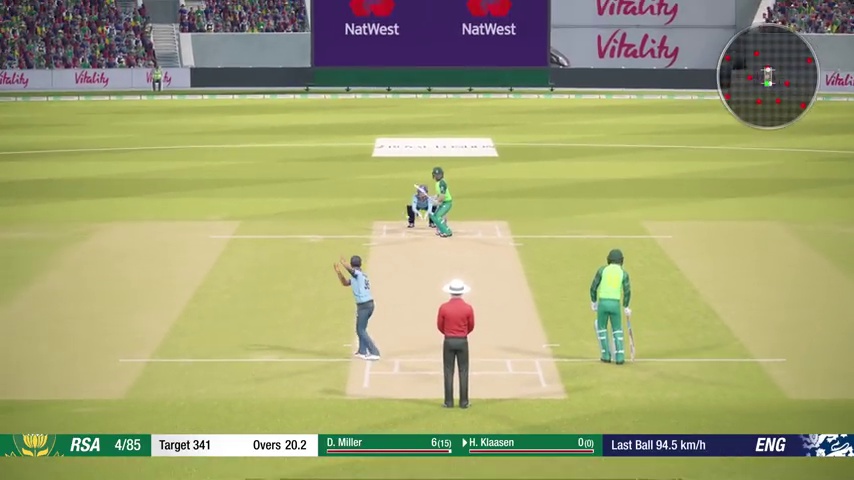 NatWest NatWest
Vitality
Vitality
Vitality Vitality
RSA 4/85 Target 341 Overs 20.2 D. Miller 6(15) H. Klaasen 0(0) Last Ball 94.5 km/h ENG